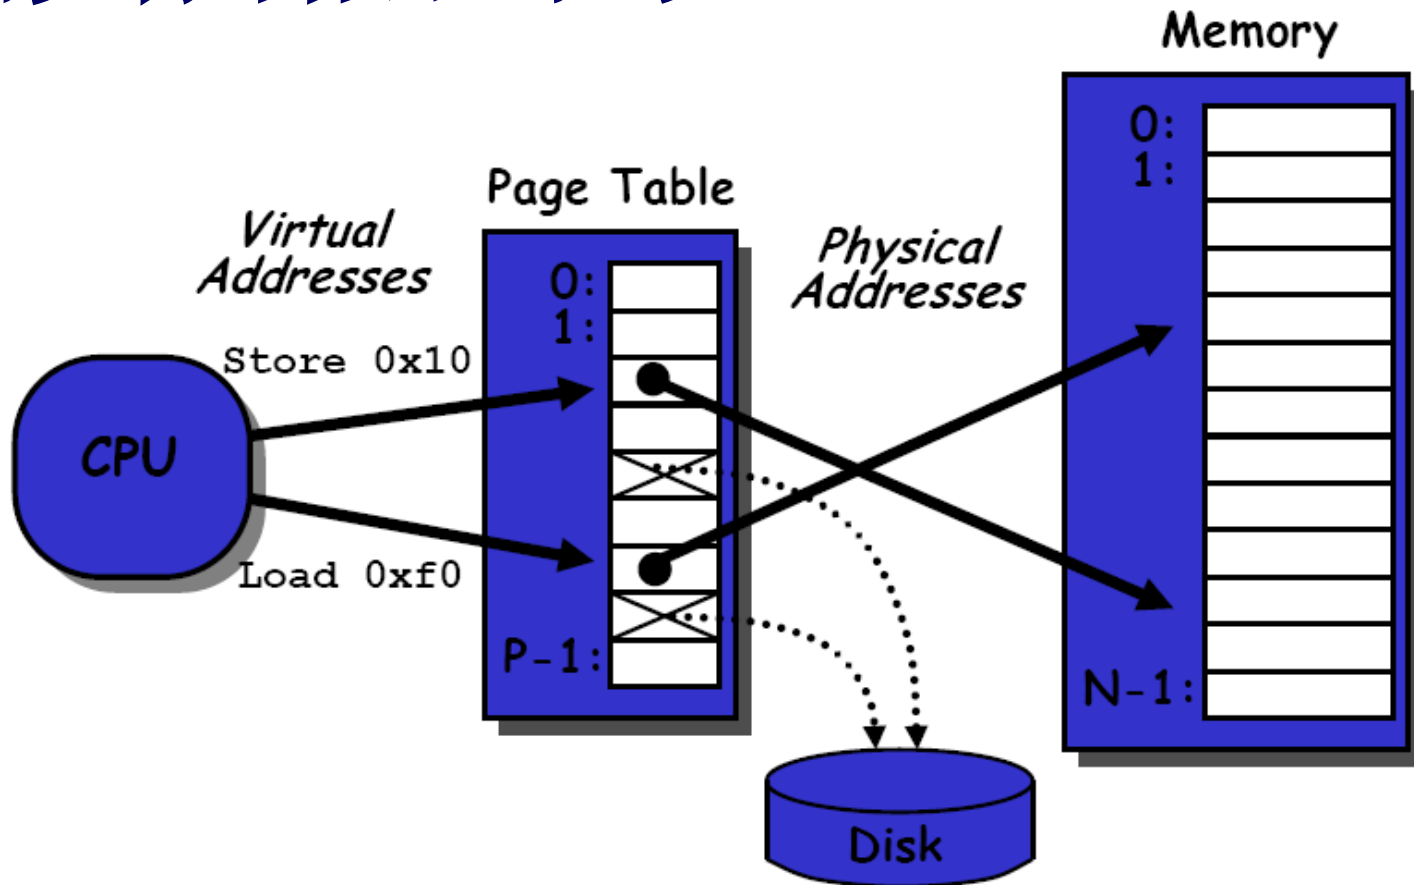 Memory
0:
1:
Page Table
Virtual
Addresses
0:
1:
Physical
Addresses
Store 0x10
CPU
Load 0xf0
P-1:
N-1:
Disk